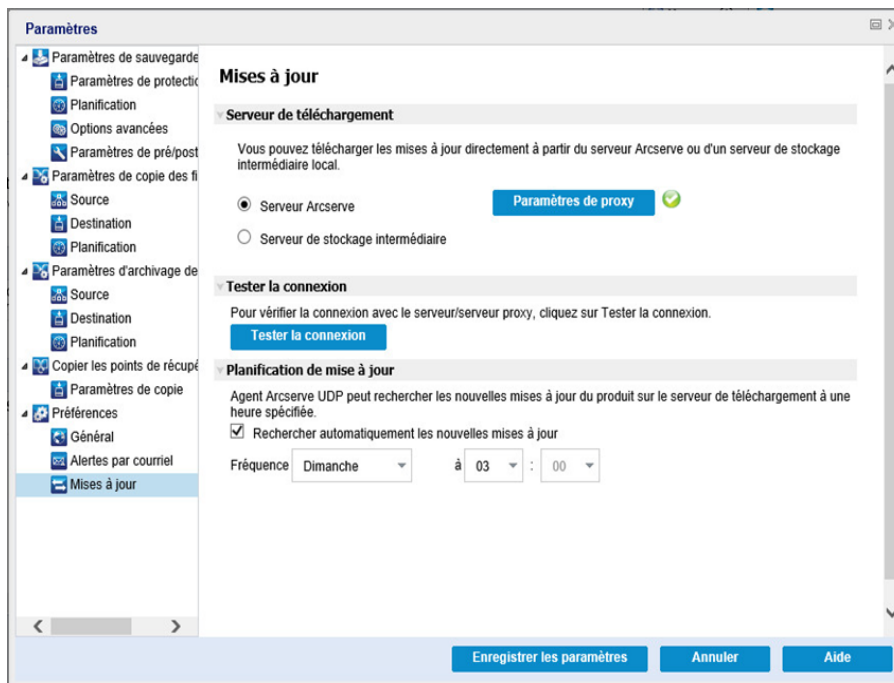 Paramètres
Paramètres de sauvegarde
Paramètres de protectic
Planification
Options avancées
Paramètres de pré/post
Paramètres de copie des fi
Source
Destination
Planification
Paramètres d'archivage de
Source
Destination
Planification
Copier les points de récupé
Paramètres de copie
Préférences
Général
Alertes par courriel
Mises à jour
Mises à jour
Serveur de téléchargement
Vous pouvez télécharger les mises à jour directement à partir du serveur Arcserve ou d'un serveur de stockage
intermédiaire local.
Serveur Arcserve
Paramètres de proxy
Serveur de stockage intermédiaire
Tester la connexion
Pour vérifier la connexion avec le serveur/serveur proxy, cliquez sur Tester la connexion.
Tester la connexion
Planification de mise à jour
Agent Arcserve UDP peut rechercher les nouvelles mises à jour du produit sur le serveur de téléchargement à une
heure spécifiée.
Rechercher automatiquement les nouvelles mises à jour
Fréquence Dimanche à 03 : 00
Enregistrer les paramètres Annuler Aide